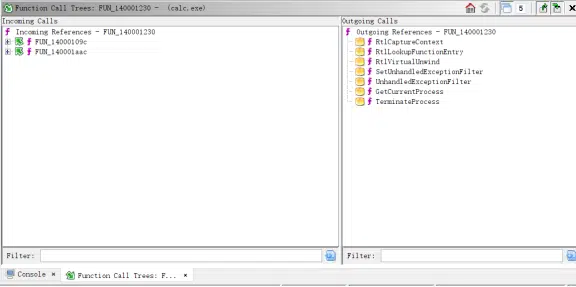 Function Call Trees: FUN_140001230 - (calc.exe)
5
Incoming Calls
Incoming References - FUN_140001230
FUN_14000109c
FUN_140001aac
Filter:
Outgoing Calls
Outgoing References - FUN_140001230
RtlCaptureContext
RtlLookupFunctionEntry
RtlVirtualUnwind
SetUnhandledExceptionFilter
UnhandledExceptionFilter
GetCurrentProcess
TerminateProcess
Filter:
Console × Function Call Trees: F... ×